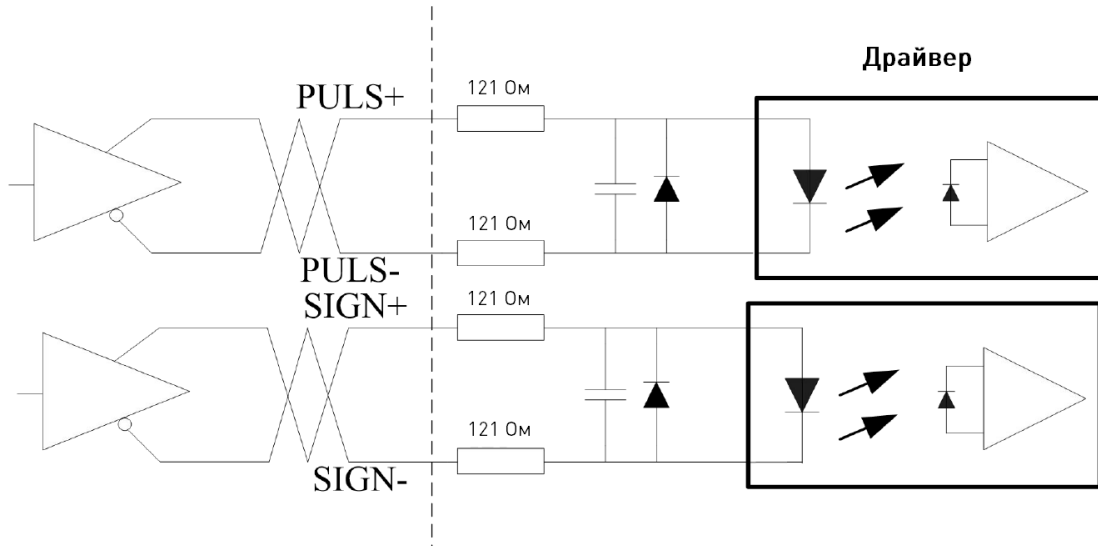 Драйвер
121 Ом
PULS+
121 Ом
PULS-
SIGN+
121 Ом
121 Ом
SIGN-